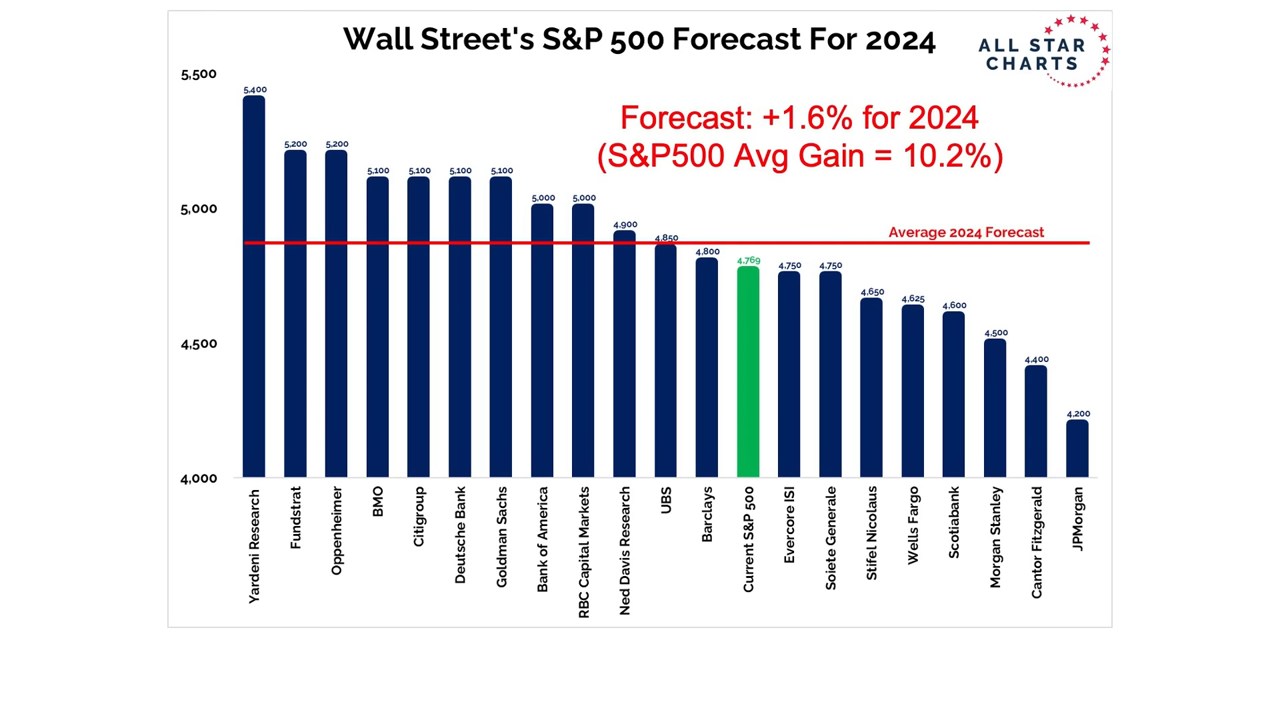 Wall Street's S&P 500 Forecast For 2024
ALL STAR
CHARTS
Forecast: +1.6% for 2024
(S&P500 Avg Gain = 10.2%)
Average 2024 Forecast
5,500
5,000
4,500
4,000
5,400
5,200
5,200
5,100
5,100
5,100
5,100
5,000
5,000
4,900
4,850
4,800
4,769
4,750
4,750
4,650
4,625
4,600
4,500
4,400
4,200
Yardeni Research
Fundstrat
Oppenheimer
BMO
Citigroup
Deutsche Bank
Goldman Sachs
Bank of America
RBC Capital Markets
Ned Davis Research
UBS
Barclays
Current S&P 500
Evercore ISI
Soiete Generale
Stifel Nicolaus
Wells Fargo
Scotiabank
Morgan Stanley
Cantor Fitzgerald
JPMorgan